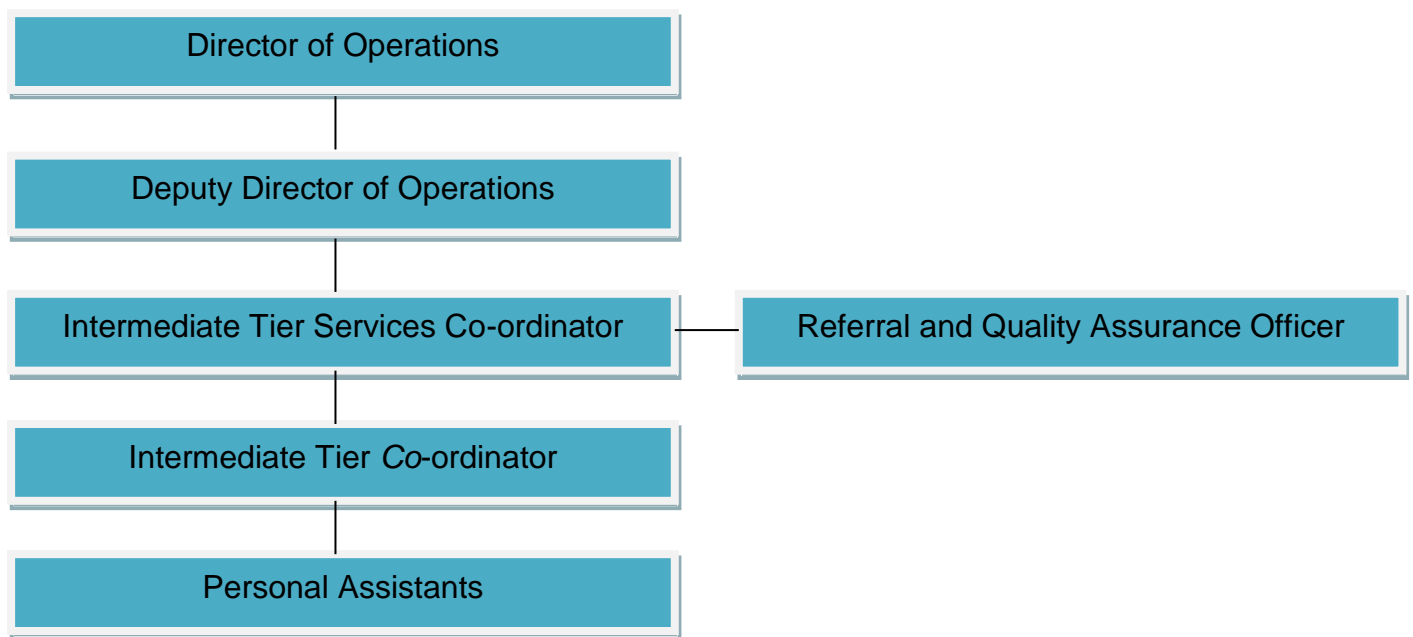 Director of Operations
Deputy Director of Operations
Intermediate Tier Services Co-ordinator
Referral and Quality Assurance Officer
Intermediate Tier Co-ordinator
Personal Assistants